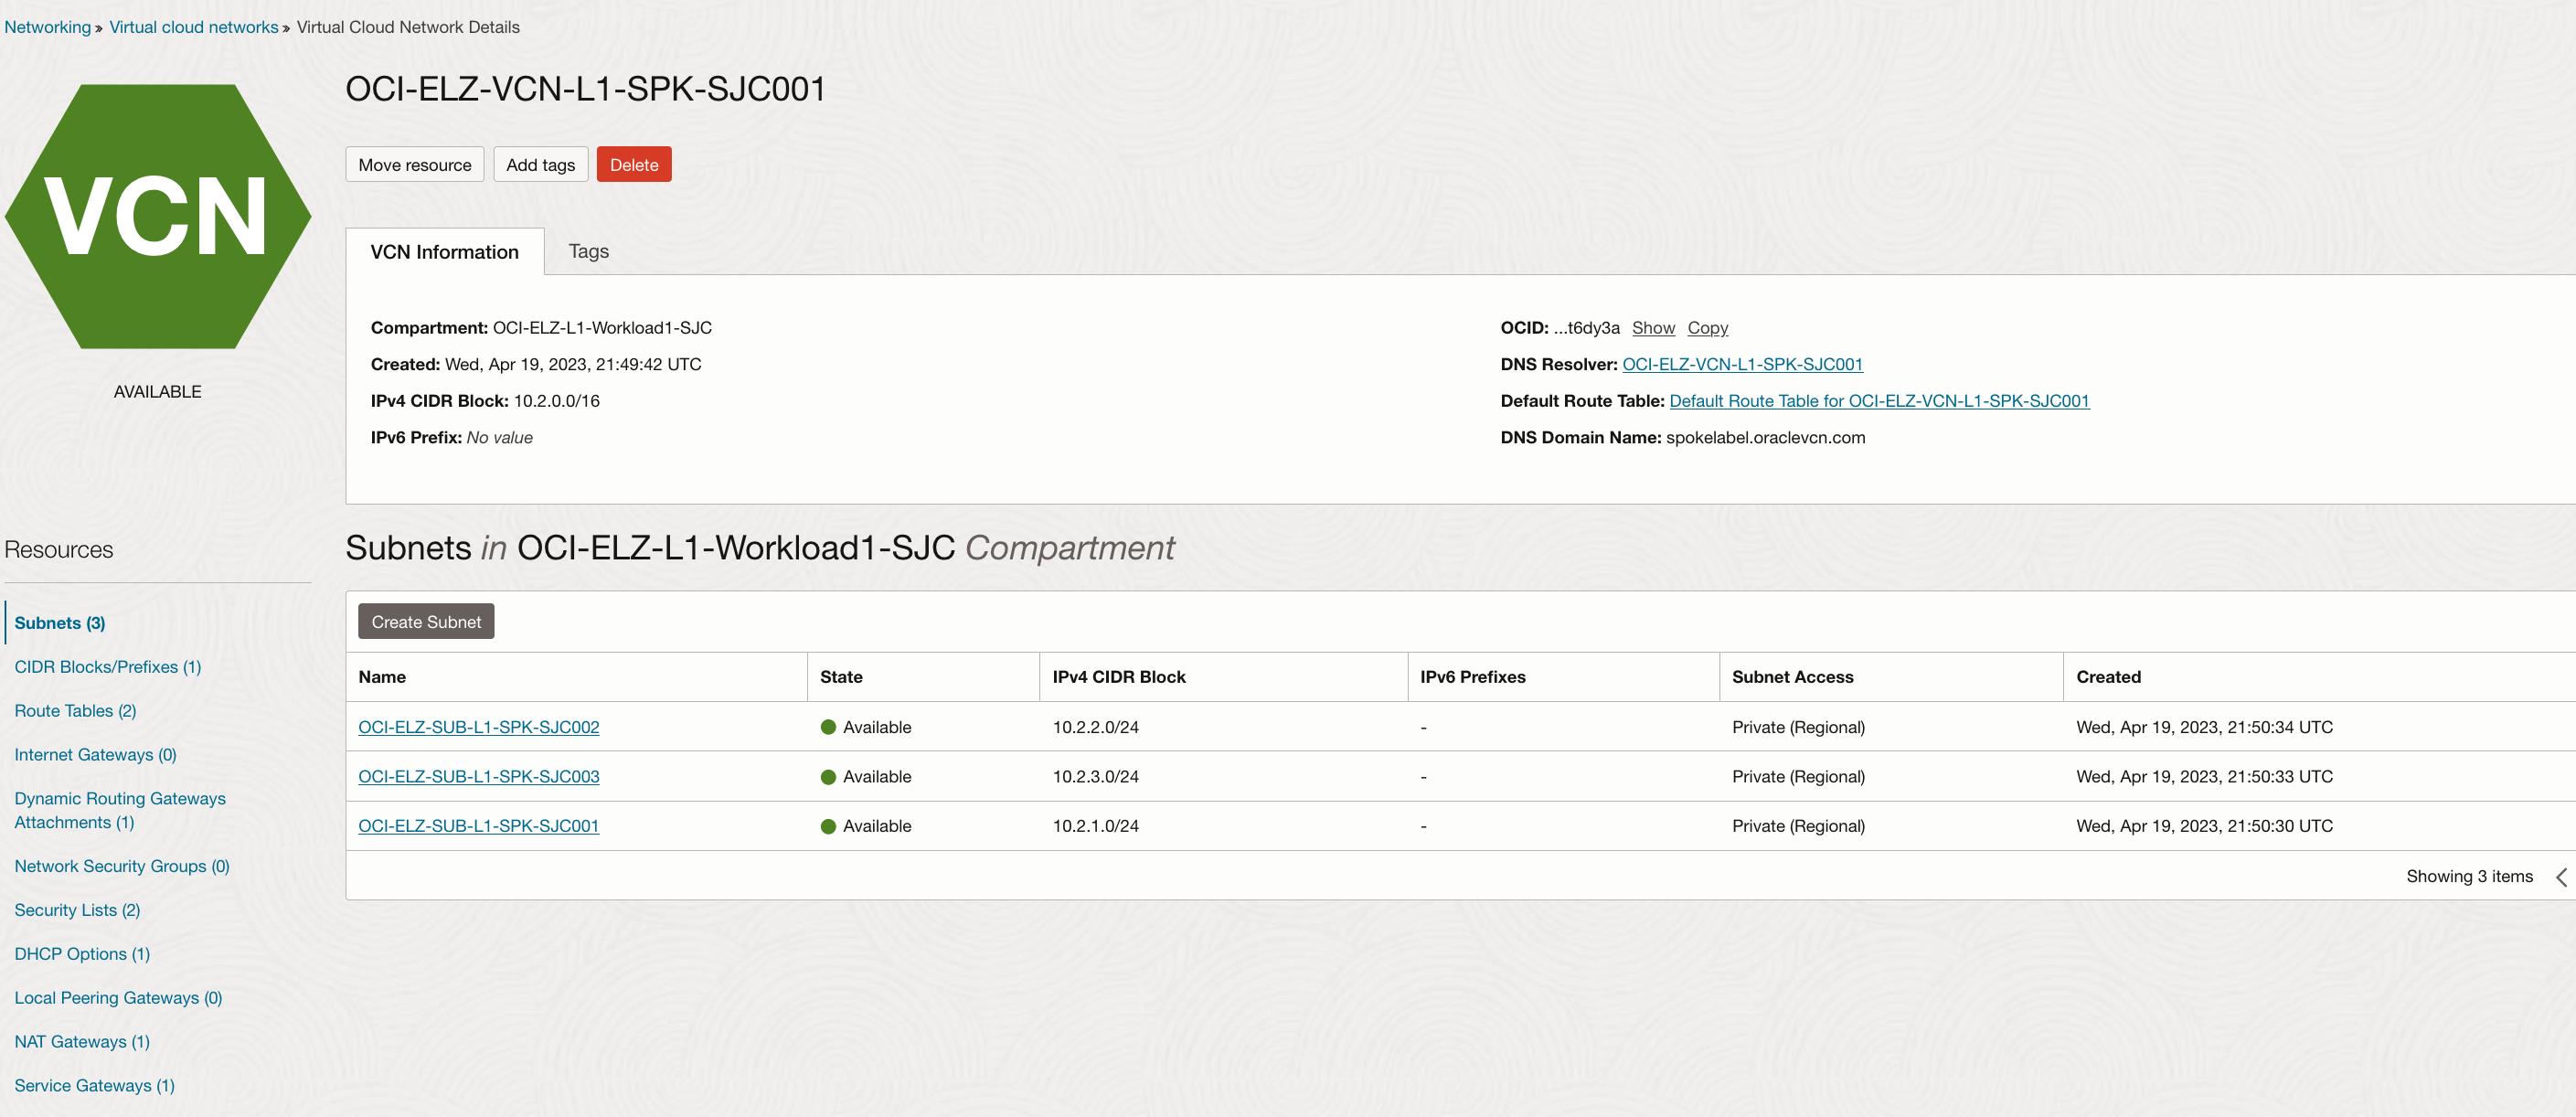 Networking » Virtual cloud networks » Virtual Cloud Network Details
VCN
AVAILABLE
OCI-ELZ-VCN-L1-SPK-SJC001
Move resource Add tags Delete
VCN Information Tags
Compartment: OCI-ELZ-L1-Workload1-SJC
Created: Wed, Apr 19, 2023, 21:49:42 UTC
IPv4 CIDR Block: 10.2.0.0/16
IPv6 Prefix: No value
OCID: ...t6dy3a Show Copy
DNS Resolver: OCI-ELZ-VCN-L1-SPK-SJC001
Default Route Table: Default Route Table for OCI-ELZ-VCN-L1-SPK-SJC001
DNS Domain Name: spokelabel.oraclevcn.com
Resources
Subnets (3)
CIDR Blocks/Prefixes (1)
Route Tables (2)
Internet Gateways (0)
Dynamic Routing Gateways
Attachments (1)
Network Security Groups (0)
Security Lists (2)
DHCP Options (1)
Local Peering Gateways (0)
NAT Gateways (1)
Service Gateways (1)
Subnets in OCI-ELZ-L1-Workload1-SJC Compartment
Create Subnet
Name State IPv4 CIDR Block IPv6 Prefixes Subnet Access Created
OCI-ELZ-SUB-L1-SPK-SJC002 Available 10.2.2.0/24 - Private (Regional) Wed, Apr 19, 2023, 21:50:34 UTC
OCI-ELZ-SUB-L1-SPK-SJC003 Available 10.2.3.0/24 - Private (Regional) Wed, Apr 19, 2023, 21:50:33 UTC
OCI-ELZ-SUB-L1-SPK-SJC001 Available 10.2.1.0/24 - Private (Regional) Wed, Apr 19, 2023, 21:50:30 UTC
Showing 3 items